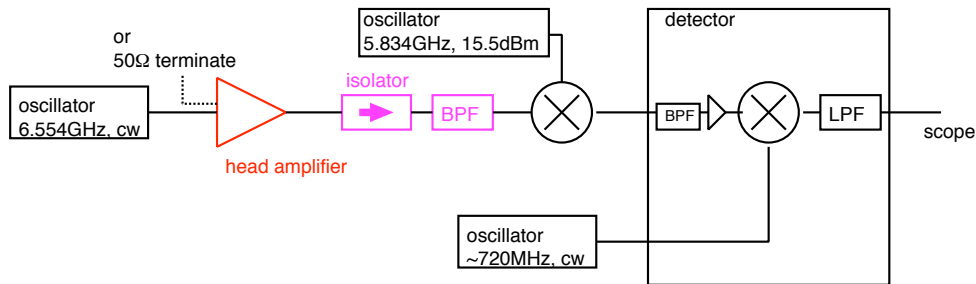 or
50Ω terminate
oscillator
6.554GHz, cw
head amplifier
isolator
BPF
oscillator
5.834GHz, 15.5dBm
detector
BPF
LPF
scope
oscillator
~720MHz, cw